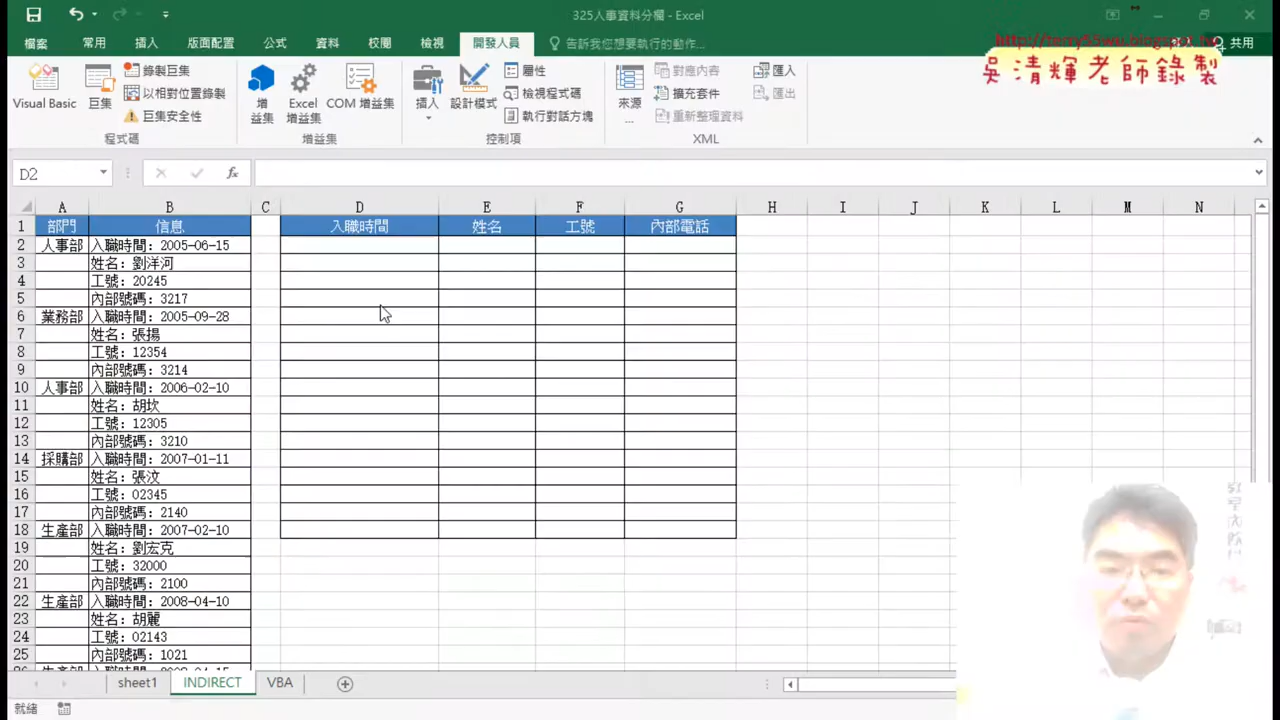 325人事資料分欄 - Excel
http://terry55wu.blogspot.tw
吳清輝老師錄製
檔案 常用 插入 版面配置 公式 資料 校閱 檢視 開發人員 告訴我您想要執行的動作... 共用
Visual Basic 巨集 錄製巨集 以相對位置錄製 巨集安全性 增益集 Excel 增益集 COM 增益集 插入 設計模式 屬性 檢視程式碼 執行對話方塊 來源 ... 對應內容 擴充套件 重新整理資料 匯入 匯出
程式碼 增益集 控制項 XML
D2 fx
A B C D E F G H I J K L M N
1 部門 信息 入職時間 姓名 工號 內部電話
2 人事部 入職時間: 2005-06-15
3 姓名: 劉洋河
4 工號: 20245
5 內部號碼: 3217
6 業務部 入職時間: 2005-09-28
7 姓名: 張揚
8 工號: 12354
9 內部號碼: 3214
10 人事部 入職時間: 2006-02-10
11 姓名: 胡坎
12 工號: 12305
13 內部號碼: 3210
14 採購部 入職時間: 2007-01-11
15 姓名: 張汶
16 工號: 02345
17 內部號碼: 2140
18 生產部 入職時間: 2007-02-10
19 姓名: 劉宏克
20 工號: 32000
21 內部號碼: 2100
22 生產部 入職時間: 2008-04-10
23 姓名: 胡麗
24 工號: 02143
25 內部號碼: 1021
sheet1 INDIRECT VBA
就緒